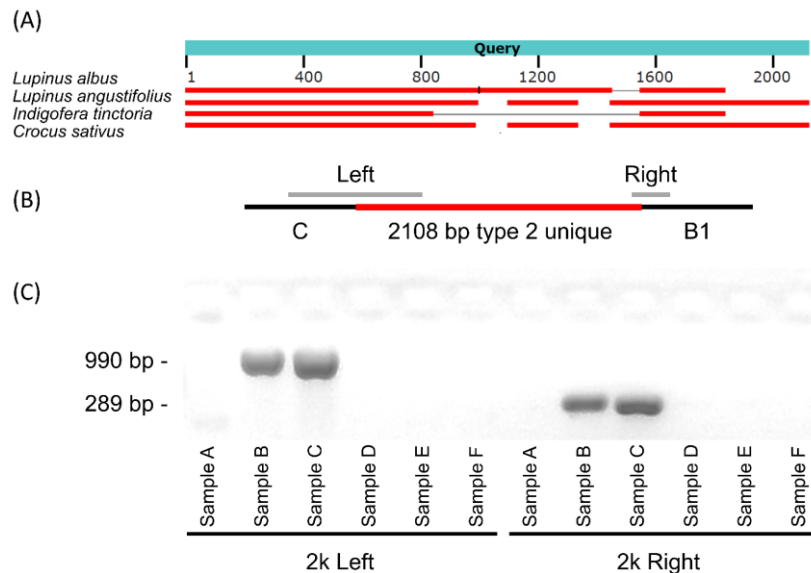 (A)
Query
1 400 800 1200 1600 2000
Lupinus albus
Lupinus angustifolius
Indigofera tinctoria
Crocus sativus
Left Right
(B)
C 2108 bp type 2 unique B1
(C)
990 bp -
289 bp -
Sample A Sample B Sample C Sample D Sample E Sample F Sample A Sample B Sample C Sample D Sample E Sample F
2k Left 2k Right